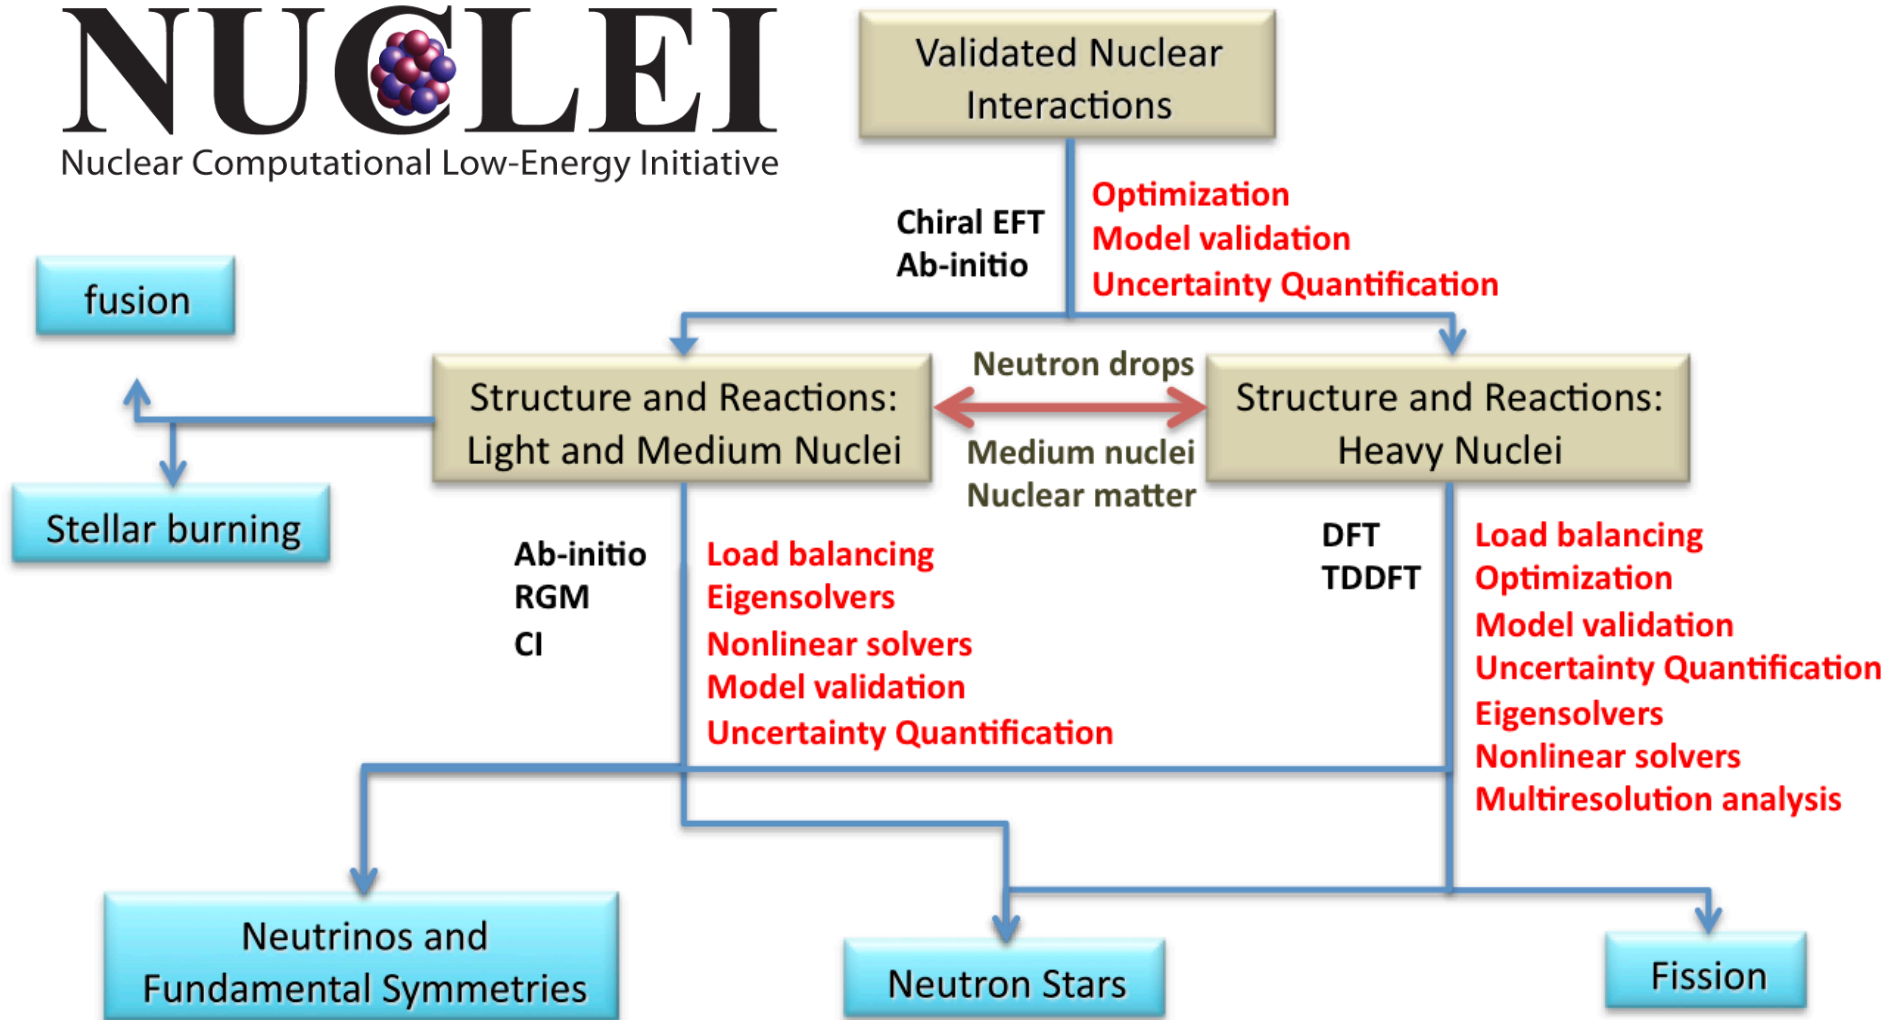 NUCLEI
Nuclear Computational Low-Energy Initiative
Validated Nuclear
Interactions
Chiral EFT
Ab-initio
Optimization
Model validation
Uncertainty Quantification
fusion
Stellar burning
Structure and Reactions:
Light and Medium Nuclei
Neutron drops
Medium nuclei
Nuclear matter
Structure and Reactions:
Heavy Nuclei
Ab-initio
RGM
CI
Load balancing
Eigensolvers
Nonlinear solvers
Model validation
Uncertainty Quantification
DFT
TDDFT
Load balancing
Optimization
Model validation
Uncertainty Quantification
Eigensolvers
Nonlinear solvers
Multiresolution analysis
Neutrinos and
Fundamental Symmetries
Neutron Stars
Fission